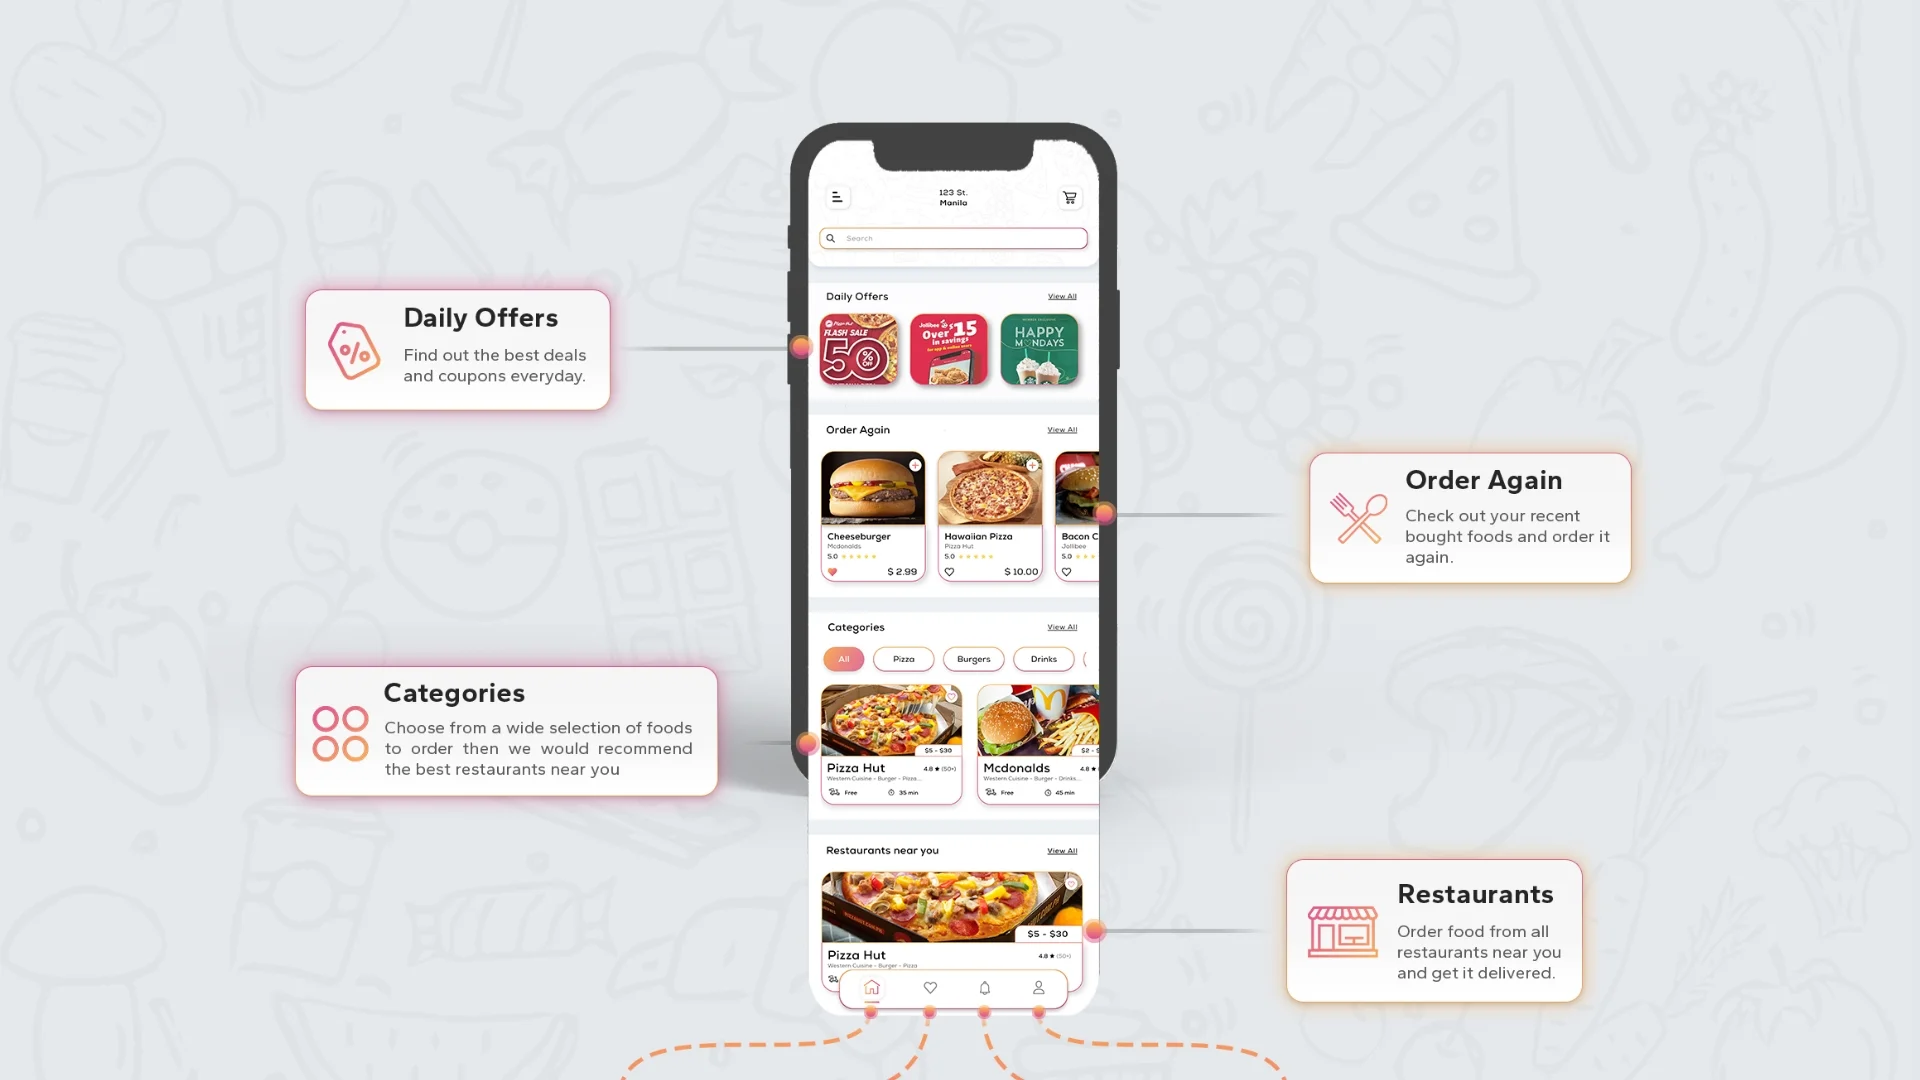 123 St.
Manila
Search
Daily Offers
View All
Pizza Hut
FLASH SALE
50% OFF
Jollibee
Over $15
in savings
HAPPY
MONDAYS
Daily Offers
Find out the best deals
and coupons everyday.
Order Again
View All
Cheeseburger
Mcdonalds
5.0
$ 2.99
Hawaiian Pizza
Pizza Hut
5.0
$ 10.00
Bacon C
Jollibee
5.0
Order Again
Check out your recent
bought foods and order it
again.
Categories
View All
All
Pizza
Burgers
Drinks
$5 - $30
Pizza Hut
4.8 ★ (50+)
Western Cuisine - Burger - Pizza...
Free
35 min
$2 - $
Mcdonalds
4.8 ★
Western Cuisine - Burger - Drinks...
Free
45 min
Categories
Choose from a wide selection of foods
to order then we would recommend
the best restaurants near you
Restaurants near you
View All
$5 - $30
Pizza Hut
4.8 ★ (50+)
Western Cuisine - Burger - Pizza
Restaurants
Order food from all
restaurants near you
and get it delivered.